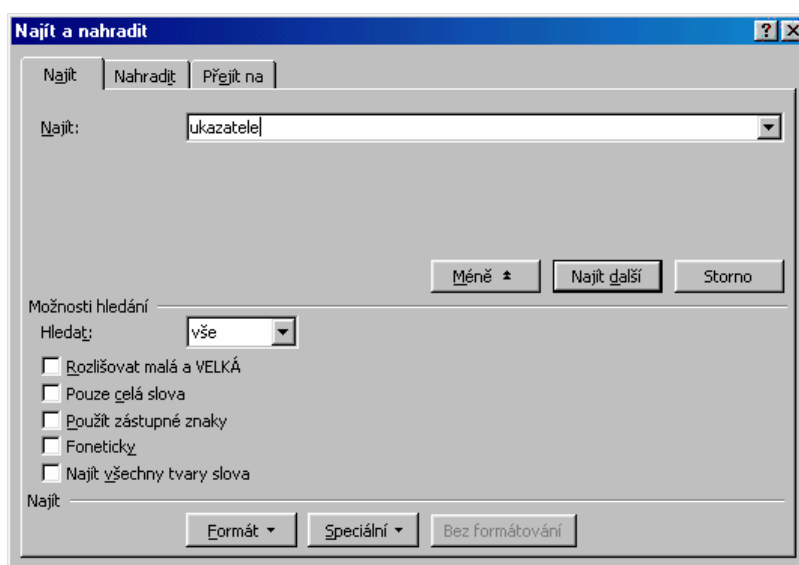 Najít a nahradit
Najít Nahradit Přejít na
Najít: ukazatele
Méně Najít další Storno
Možnosti hledání
Hledat: vše
Rozlišovat malá a VELKÁ
Pouze celá slova
Použít zástupné znaky
Foneticky
Najít všechny tvary slova
Najít
Formát Speciální Bez formátování